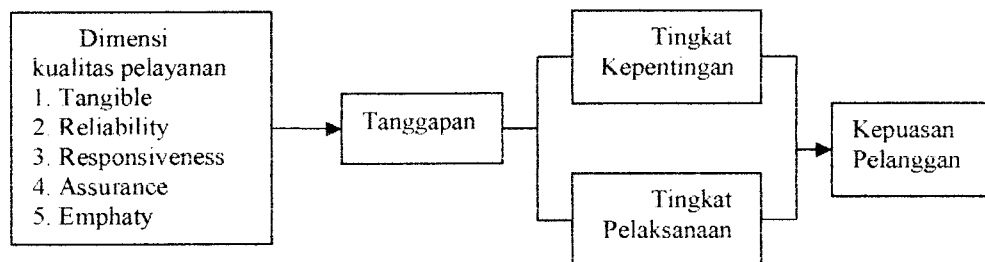 Dimensi
kualitas pelayanan
1. Tangible
2. Reliability
3. Responsiveness
4. Assurance
5. Emphaty
Tanggapan
Tingkat
Kepentingan
Tingkat
Pelaksanaan
Kepuasan
Pelanggan